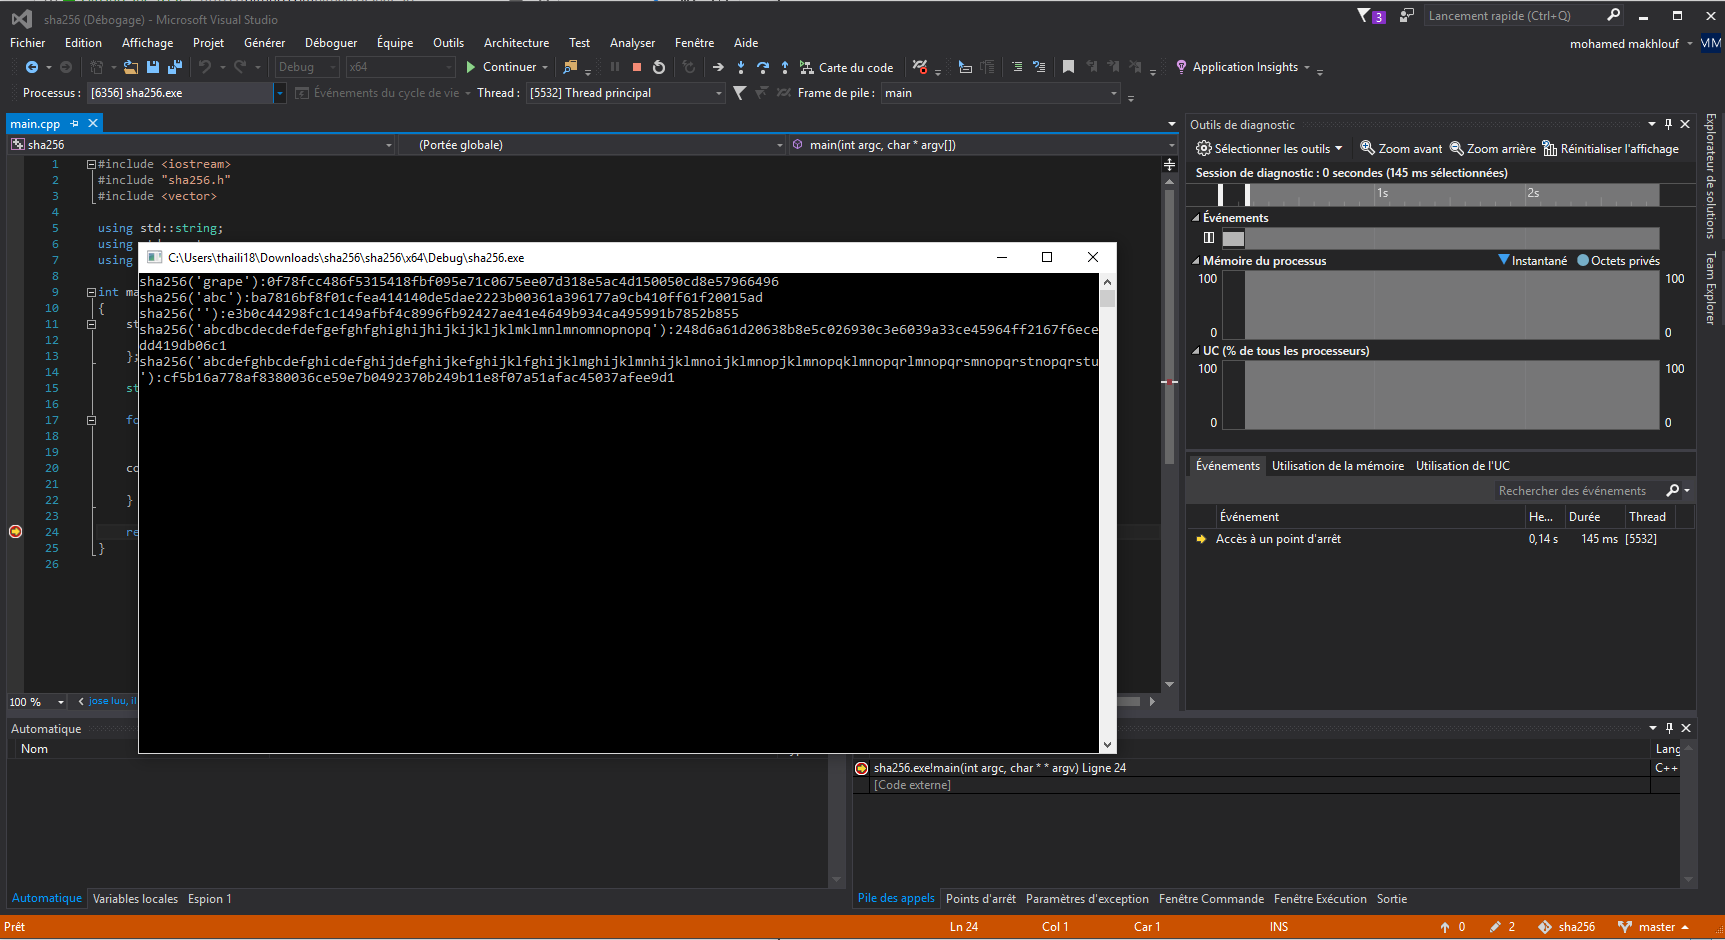 sha256 (Débogage) - Microsoft Visual Studio
3
Lancement rapide (Ctrl+Q)
Fichier Edition Affichage Projet Générer Déboguer Équipe Outils Architecture Test Analyser Fenêtre Aide
mohamed makhlouf MM
Debug x64 Continuer Carte du code Application Insights
Processus : [6356] sha256.exe Événements du cycle de vie Thread : [5532] Thread principal Frame de pile : main
main.cpp
sha256 (Portée globale) main(int argc, char * argv[])
1 #include <iostream>
2 #include "sha256.h"
3 #include <vector>
4
5 using std::string;
6 using
7 using
8
9 int ma
10 {
11 st
12
13 };
14
15 st
16
17 fo
18
19
20 co
21
22 }
23
24 re
25 }
26
C:\Users\thaili18\Downloads\sha256\sha256\x64\Debug\sha256.exe
sha256('grape'):0f78fcc486f5315418fbf095e71c0675ee07d318e5ac4d150050cd8e57966496
sha256('abc'):ba7816bf8f01cfea414140de5dae2223b00361a396177a9cb410ff61f20015ad
sha256(''):e3b0c44298fc1c149afbf4c8996fb92427ae41e4649b934ca495991b7852b855
sha256('abcdbcdecdefdefgefghfghighijhijkijkljklmklmnlmnomnopnopq'):248d6a61d20638b8e5c026930c3e6039a33ce45964ff2167f6ece
dd419db06c1
sha256('abcdefghbcdefghicdefghijdefghijkefghijklfghijklmghijklmnhijklmnoijklmnopjklmnopqklmnopqrlmnopqrsmnopqrstnopqrstu
'):cf5b16a778af8380036ce59e7b0492370b249b11e8f07a51afac45037afee9d1
100 % jose luu, il
Outils de diagnostic
Sélectionner les outils Zoom avant Zoom arrière Réinitialiser l'affichage
Session de diagnostic : 0 secondes (145 ms sélectionnées)
1s 2s
Événements
Mémoire du processus Instantané Octets privés
100 100
0 0
UC (% de tous les processeurs)
100 100
0 0
Événements Utilisation de la mémoire Utilisation de l'UC
Rechercher des événements
Événement He... Durée Thread
Accès à un point d'arrêt 0,14 s 145 ms [5532]
Explorateur de solutions
Team Explorer
Automatique
Nom
Automatique Variables locales Espion 1
Lang
sha256.exe!main(int argc, char * * argv) Ligne 24 C++
[Code externe]
Pile des appels Points d'arrêt Paramètres d'exception Fenêtre Commande Fenêtre Exécution Sortie
Prêt Ln 24 Col 1 Car 1 INS 0 2 sha256 master